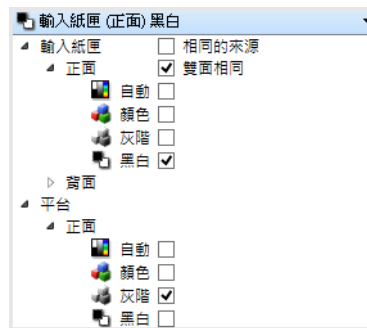 輸入紙匣 (正面) 黑白
輸入紙匣 相同的來源
正面 雙面相同
自動
顏色
灰階
黑白
背面
平台
正面
自動
顏色
灰階
黑白